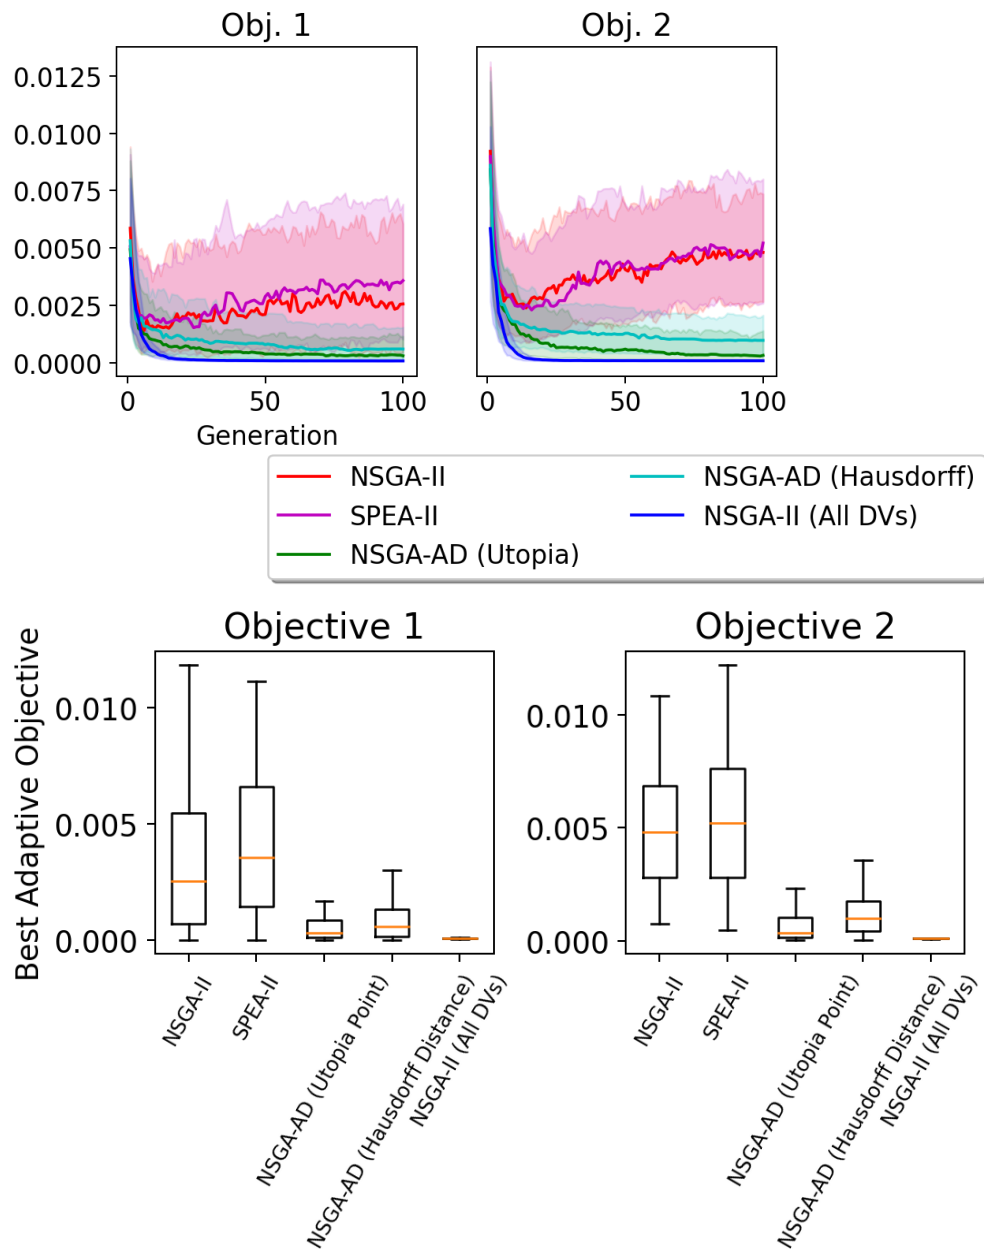 Obj. 1
Obj. 2
0.0125
0.0100
0.0075
0.0050
0.0025
0.0000
0 50 100
0 50 100
Generation
NSGA-II
SPEA-II
NSGA-AD (Utopia)
NSGA-AD (Hausdorff)
NSGA-II (All DVs)
Objective 1
Objective 2
Best Adaptive Objective
0.010
0.005
0.000
0.010
0.005
0.000
NSGA-II
SPEA-II
NSGA-AD (Utopia Point)
NSGA-AD (Hausdorff Distance)
NSGA-II (All DVs)
NSGA-II
SPEA-II
NSGA-AD (Utopia Point)
NSGA-AD (Hausdorff Distance)
NSGA-II (All DVs)